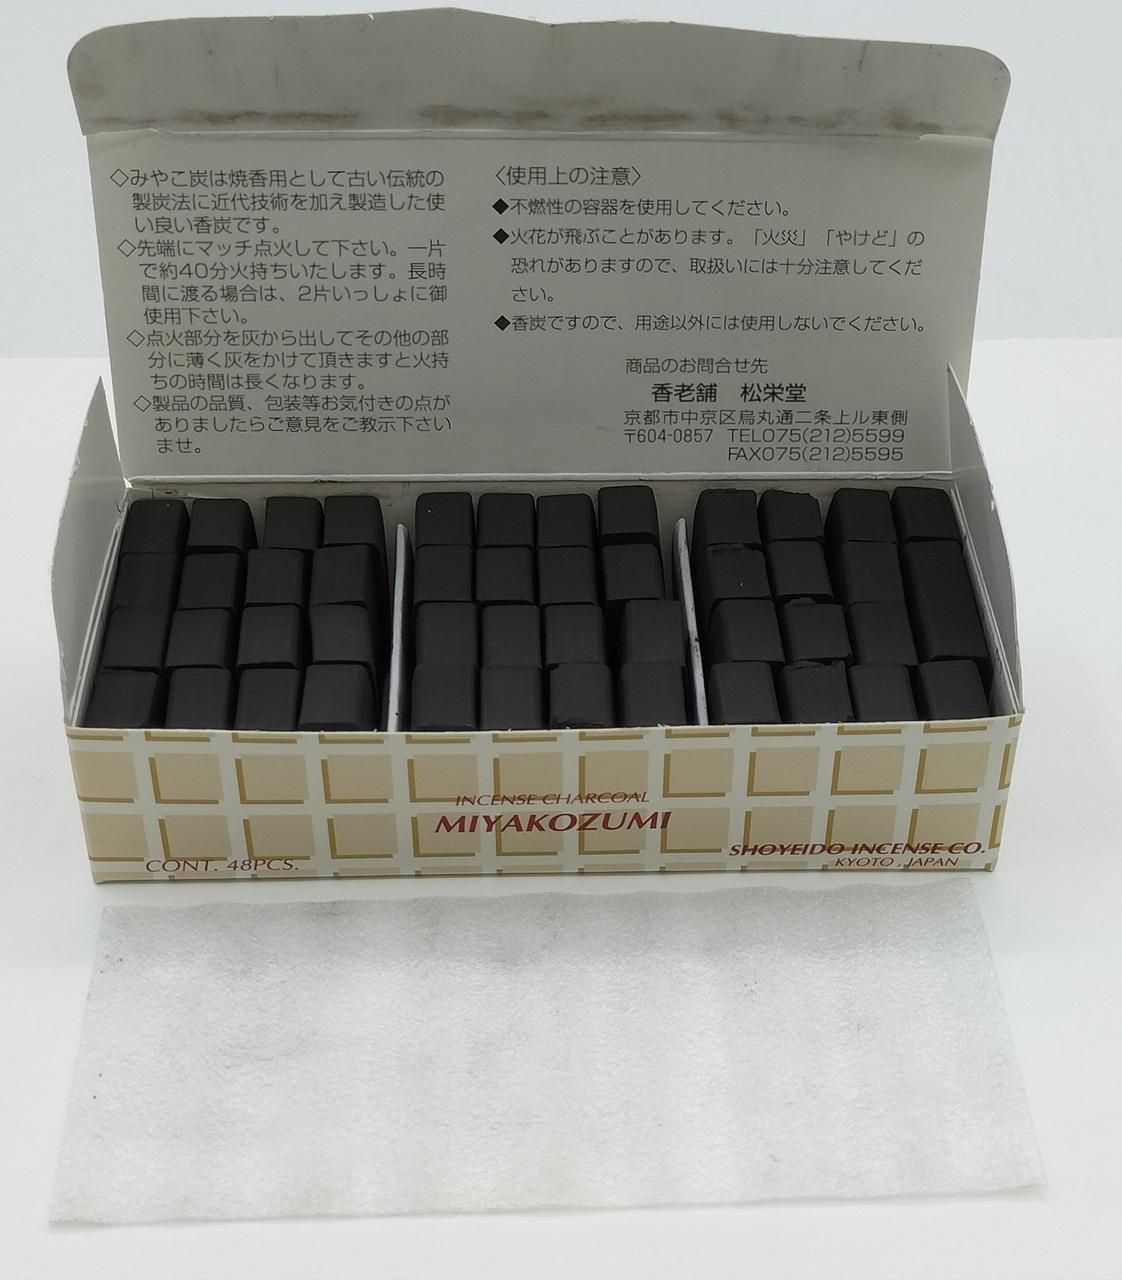 ◇みやこ炭は焼香用として古い伝統の
製炭法に近代技術を加え製造した使
い良い香炭です。
◇先端にマッチ点火して下さい。一片
で約40分火持ちいたします。長時
間に渡る場合は、2片いっしょに御
使用下さい。
◇点火部分を灰から出してその他の部
分に薄く灰をかけて頂きますと火持
ちの時間は長くなります。
◇製品の品質、包装等お気付きの点が
ありましたらご意見をご教示下さい
ませ。
〈使用上の注意〉
◆不燃性の容器を使用してください。
◆火花が飛ぶことがあります。「火災」「やけど」の
恐れがありますので、取扱いには十分注意してくだ
さい。
◆香炭ですので、用途以外には使用しないでください。
商品のお問合せ先
香老舗 松栄堂
京都市中京区烏丸通二条上ル東側
〒604-0857 TEL075(212)5599
FAX075(212)5595
INCENSE CHARCOAL
MIYAKOZUMI
CONT. 48PCS.
SHOYEIDO INCENSE CO.
KYOTO, JAPAN